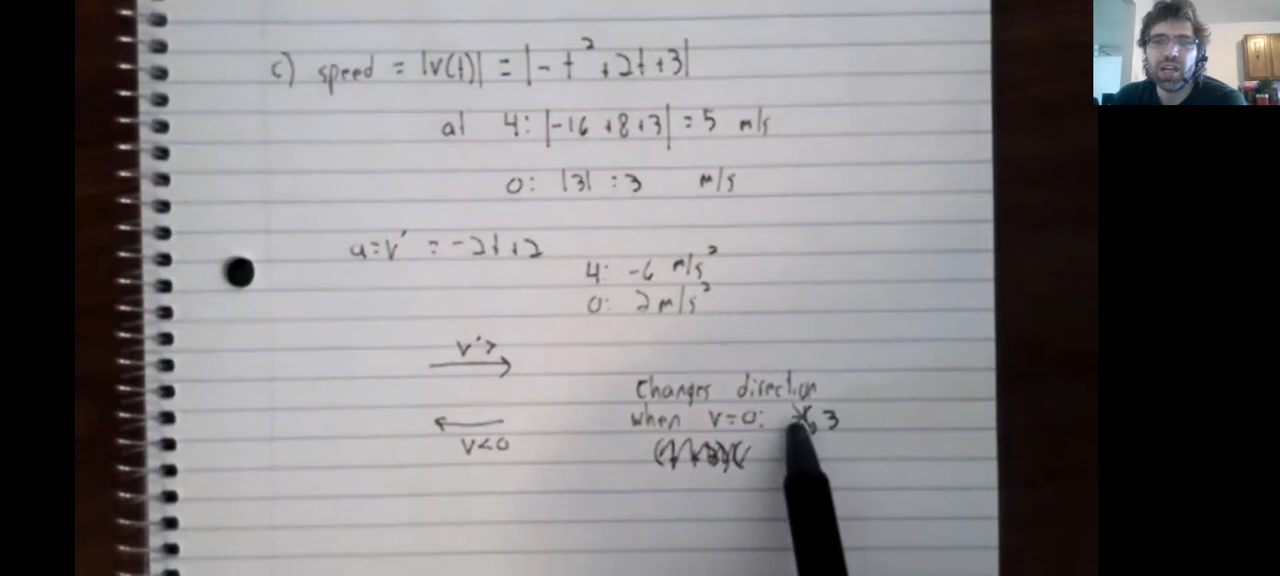 c) speed = |v(t)| = |-t² + 2t + 3|
at 4: |-16 + 8 + 3| = 5 m/s
0: |3| = 3 m/s
a = v' = -2t + 2
4: -6 m/s²
0: 2 m/s²
v >
Changes direction
when v=0: , 3
v<0